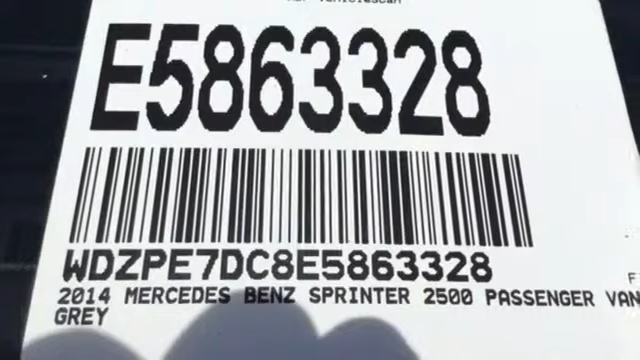 E5863328
WDZPE7DC8E5863328
2014 MERCEDES BENZ SPRINTER 2500 PASSENGER VAN
GREY